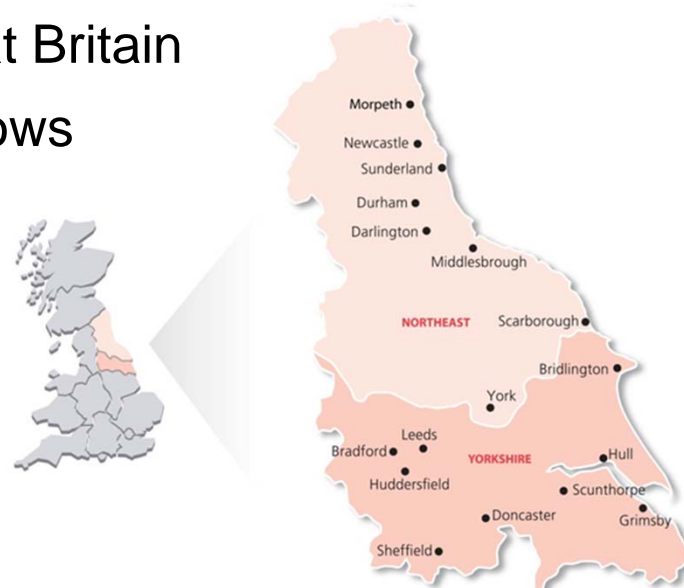 t Britain
ows
Morpeth
Newcastle
Sunderland
Durham
Darlington
Middlesbrough
NORTHEAST
Scarborough
Bridlington
York
Leeds
Bradford
YORKSHIRE
Hull
Huddersfield
Scunthorpe
Doncaster
Grimsby
Sheffield